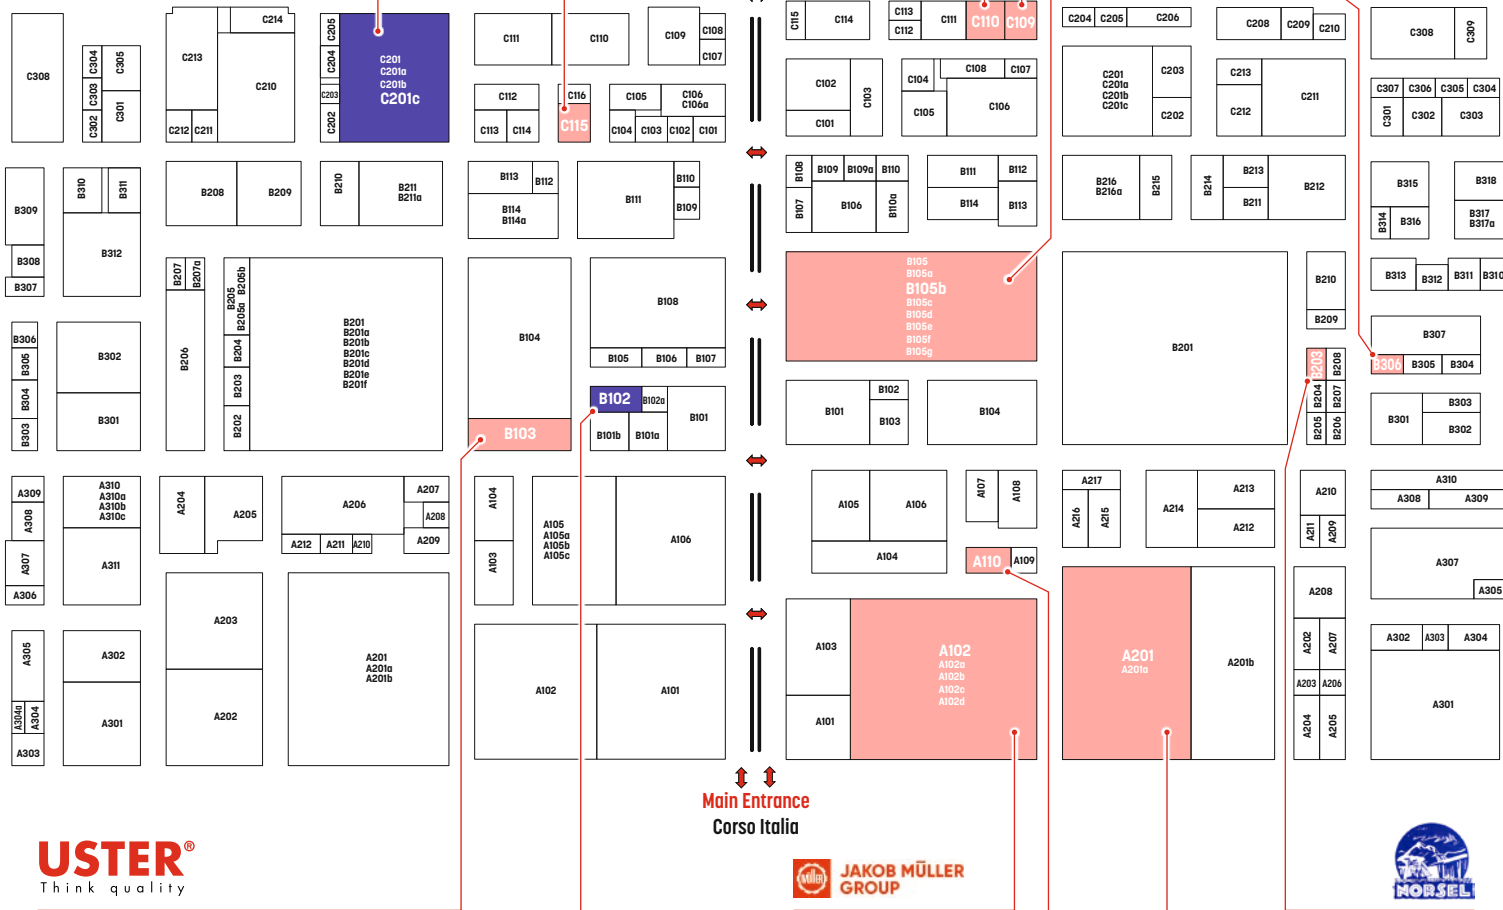 C308
C304
C305
C303
C301
C302
C213
C214
C210
C212
C211
C205
C204
C203
C202
C201
C201a
C201b
C201c
C111
C110
C109
C108
C107
C112
C113
C114
C116
C115
C105
C106
C106a
C104
C103
C102
C101
B309
B308
B307
B310
B311
B312
B208
B209
B210
B211
B211a
B113
B112
B114
B114a
B111
B110
B109
B207
B207a
B206
B205
B205a
B205b
B204
B203
B202
B201
B201a
B201b
B201c
B201d
B201e
B201f
B104
B103
B108
B105
B106
B107
B102
B102a
B101
B101b
B101a
B306
B305
B304
B303
B302
B301
A309
A308
A307
A306
A310
A310a
A310b
A310c
A311
A204
A205
A206
A207
A208
A209
A212
A211
A210
A104
A103
A105
A105a
A105b
A105c
A106
A305
A304a
A304
A303
A302
A301
A203
A202
A201
A201a
A201b
A102
A101
C115
C114
C113
C112
C111
C110
C109
C102
C101
C103
C104
C105
C108
C107
C106
C204
C205
C206
C201
C201a
C201b
C201c
C203
C202
C208
C209
C210
C213
C212
C211
C308
C309
C307
C306
C305
C304
C301
C302
C303
B108
B107
B109
B109a
B110
B106
B110a
B111
B112
B114
B113
B216
B216a
B215
B214
B213
B211
B212
B315
B314
B316
B318
B317
B317a
B105
B105a
B105b
B105c
B105d
B105e
B105f
B105g
B201
B210
B209
B313
B312
B311
B310
B307
B306
B305
B304
B203
B208
B204
B207
B205
B206
B101
B102
B103
B104
B301
B303
B302
A105
A106
A104
A107
A108
A110
A109
A217
A216
A215
A214
A213
A212
A210
A211
A209
A310
A308
A309
A307
A305
A103
A101
A102
A102a
A102b
A102c
A102d
A201
A201a
A201b
A208
A202
A207
A203
A206
A204
A205
A302
A303
A304
A301
Main Entrance
Corso Italia
USTER®
Think quality
MÜLLER
JAKOB MÜLLER
GROUP
NORSEL